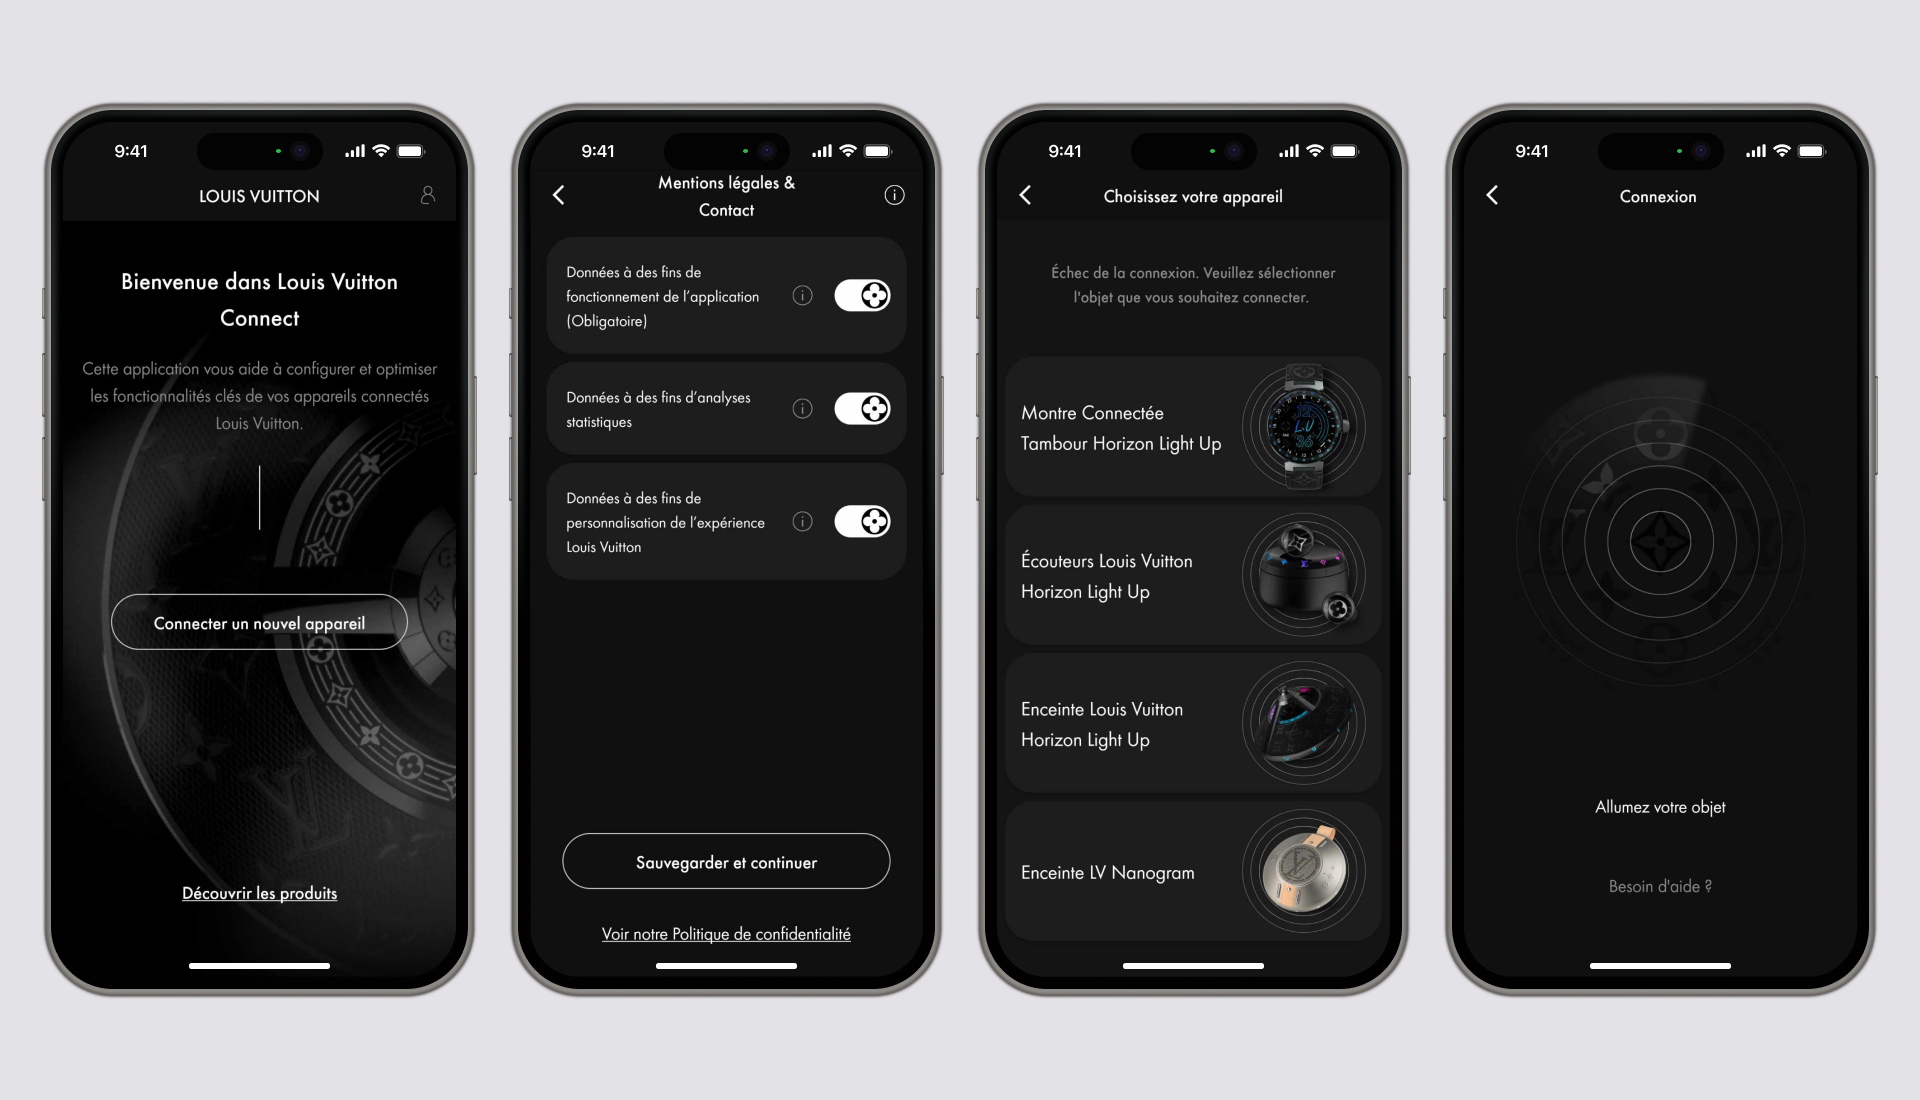 9:41
LOUIS VUITTON
Bienvenue dans Louis Vuitton
Connect
Cette application vous aide à configurer et optimiser
les fonctionnalités clés de vos appareils connectés
Louis Vuitton.
Connecter un nouvel appareil
Découvrir les produits
9:41
Mentions légales &
Contact
Données à des fins de
fonctionnement de l’application
(Obligatoire)
Données à des fins d’analyses
statistiques
Données à des fins de
personnalisation de l’expérience
Louis Vuitton
Sauvegarder et continuer
Voir notre Politique de confidentialité
9:41
Choisissez votre appareil
Échec de la connexion. Veuillez sélectionner
l'objet que vous souhaitez connecter.
Montre Connectée
Tambour Horizon Light Up
Écouteurs Louis Vuitton
Horizon Light Up
Enceinte Louis Vuitton
Horizon Light Up
Enceinte LV Nanogram
9:41
Connexion
Allumez votre objet
Besoin d'aide ?